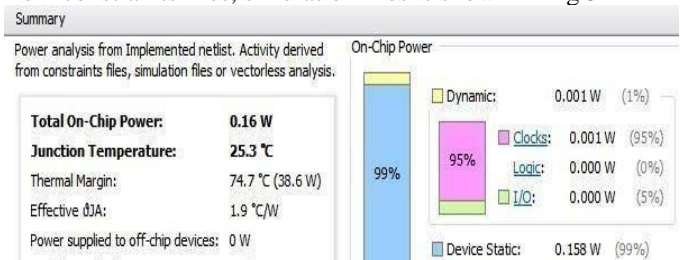 Summary
Power analysis from Implemented netlist. Activity derived
from constraints files, simulation files or vectorless analysis.
Total On-Chip Power: 0.16 W
Junction Temperature: 25.3 °C
Thermal Margin: 74.7 °C (38.6 W)
Effective ϑJA: 1.9 °C/W
Power supplied to off-chip devices: 0 W
On-Chip Power
Dynamic: 0.001 W (1%)
Clocks: 0.001 W (95%)
95%
Logic: 0.000 W (0%)
I/O: 0.000 W (5%)
99%
Device Static: 0.158 W (99%)